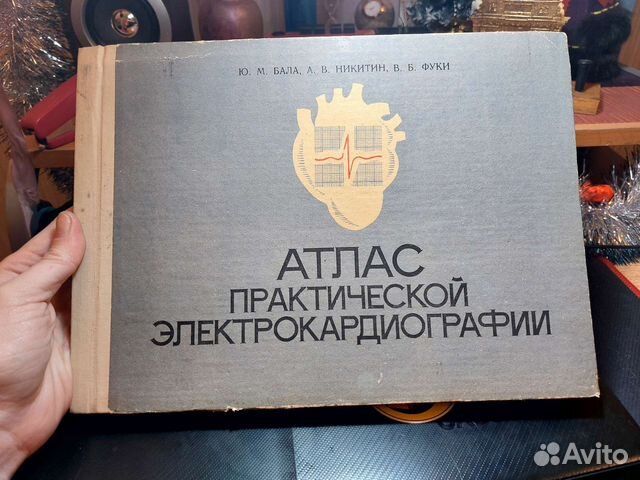 Ю. М. БАЛА, А. В. НИКИТИН, В. Б. ФУКИ
АТЛАС
ПРАКТИЧЕСКОЙ
ЭЛЕКТРОКАРДИОГРАФИИ
Avito